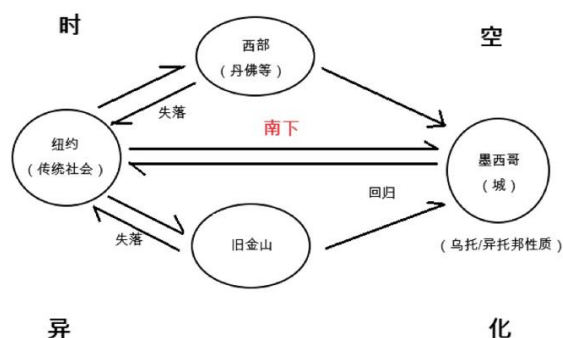 时
空
西部
（丹佛等）
失落
南下
纽约
（传统社会）
墨西哥
（城）
回归
失落
旧金山
（乌托/异托邦性质）
异
化